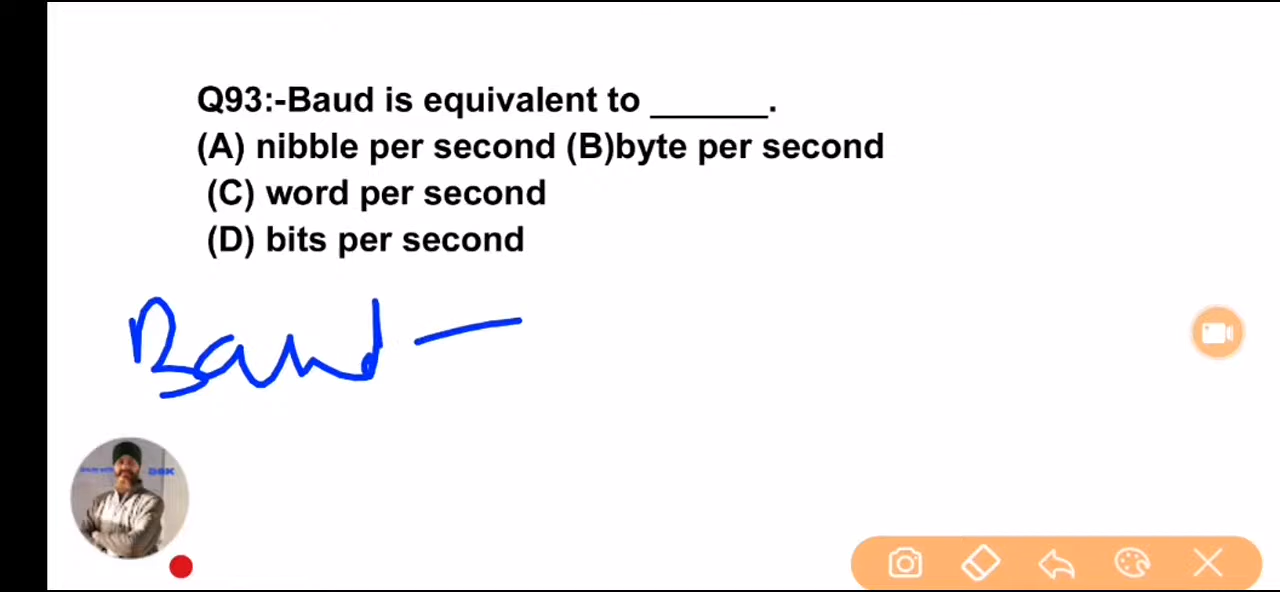 Q93:-Baud is equivalent to ______.
(A) nibble per second (B)byte per second
(C) word per second
(D) bits per second
Baud —